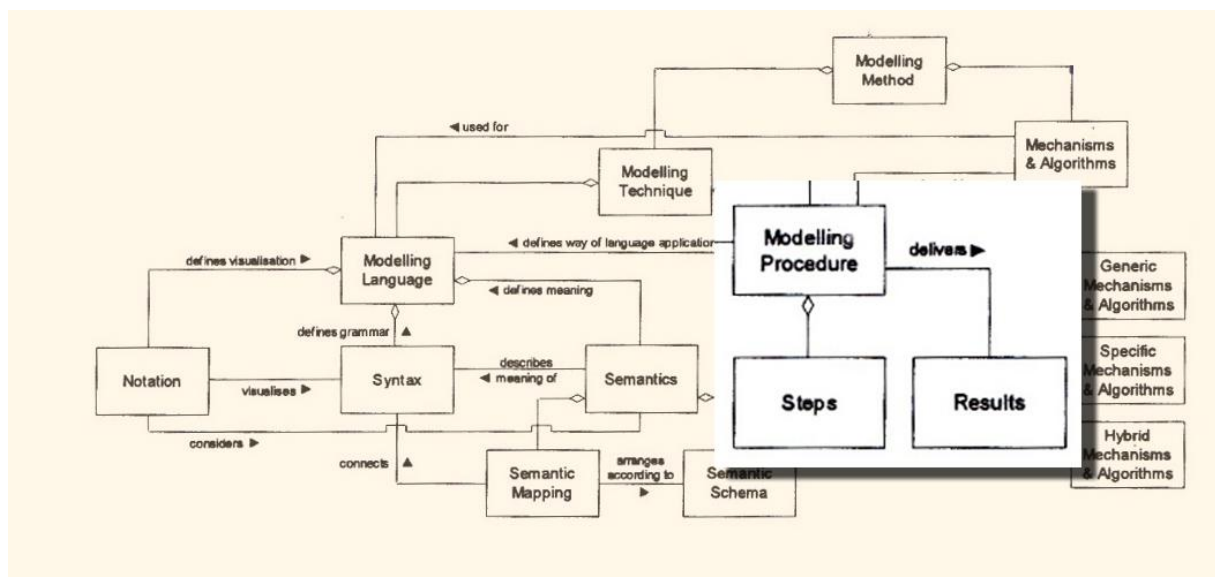 Modelling
Method
◄ used for
Mechanisms
& Algorithms
Modelling
Technique
Modelling
Procedure
delivers ►
◄ defines way of language application
defines visualisation ►
Modelling
Language
◄ defines meaning
Generic
Mechanisms
& Algorithms
defines grammar ▲
Notation
visualises ►
Syntax
describes
◄ meaning of
Semantics
Steps
Results
Specific
Mechanisms
& Algorithms
considers ►
connects ▲
Semantic
Mapping
arranges
according to
►
Semantic
Schema
Hybrid
Mechanisms
& Algorithms